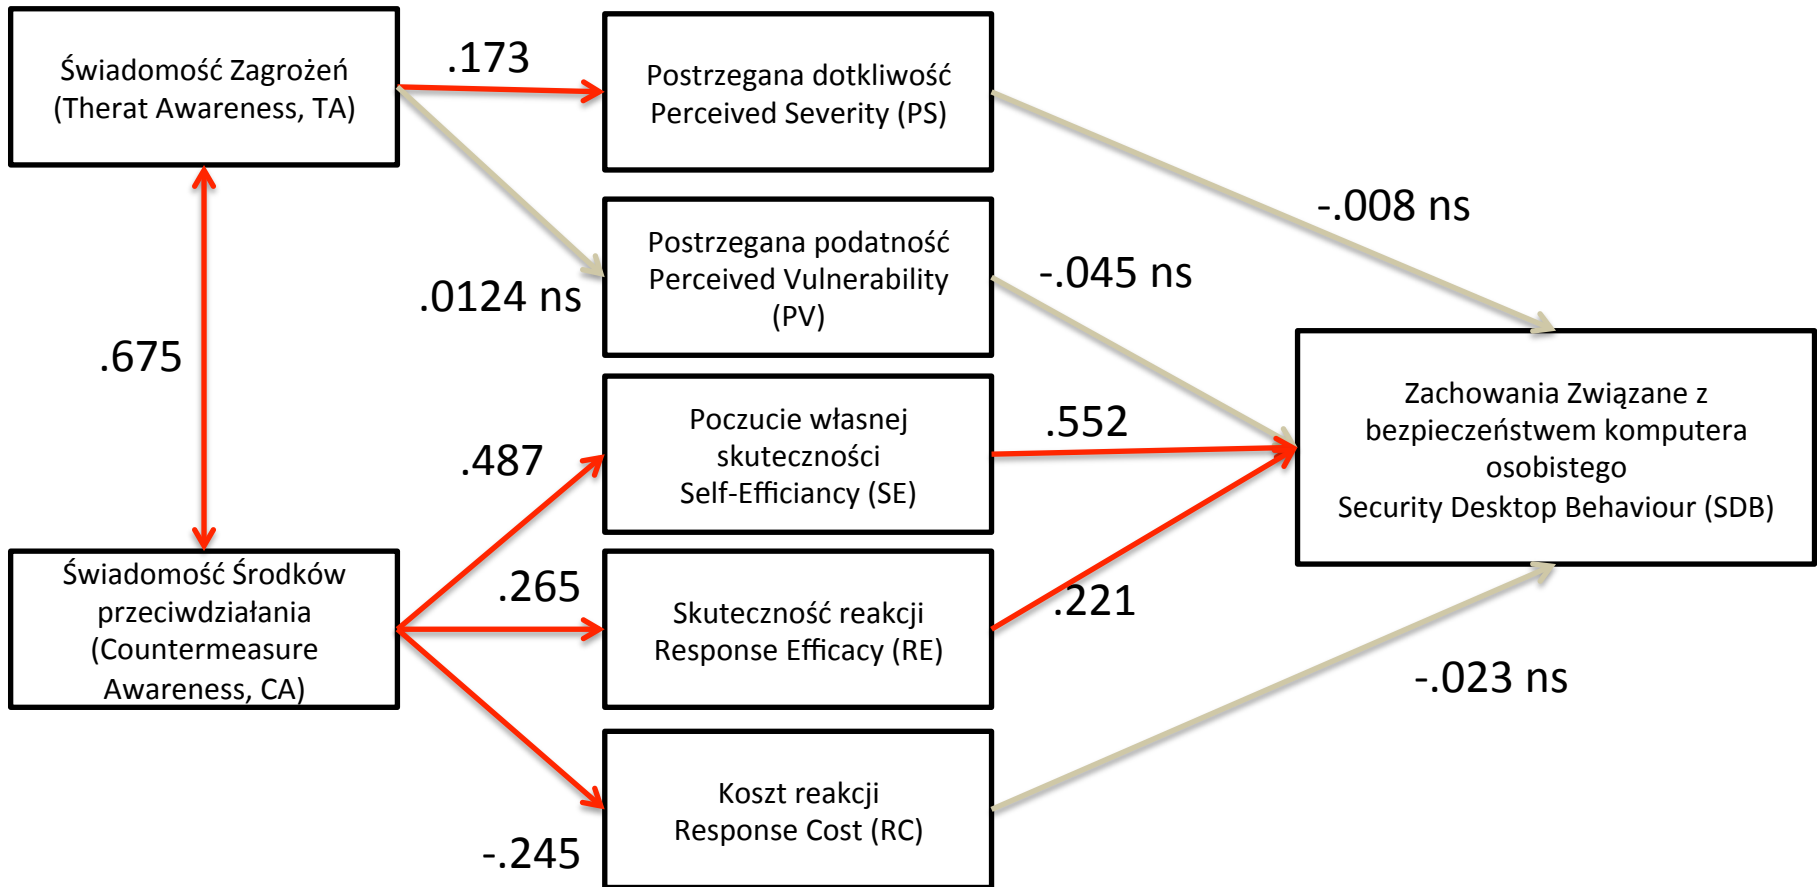 Świadomość Zagrożeń
(Therat Awareness, TA)
.173
Postrzegana dotkliwość
Perceived Severity (PS)
-.008 ns
Postrzegana podatność
Perceived Vulnerability
(PV)
.0124 ns
-.045 ns
.675
Zachowania Związane z
bezpieczeństwem komputera
osobistego
Security Desktop Behaviour (SDB)
.487
Poczucie własnej
skuteczności
Self-Efficiancy (SE)
.552
Świadomość Środków
przeciwdziałania
(Countermeasure
Awareness, CA)
.265
Skuteczność reakcji
Response Efficacy (RE)
.221
-.023 ns
-.245
Koszt reakcji
Response Cost (RC)